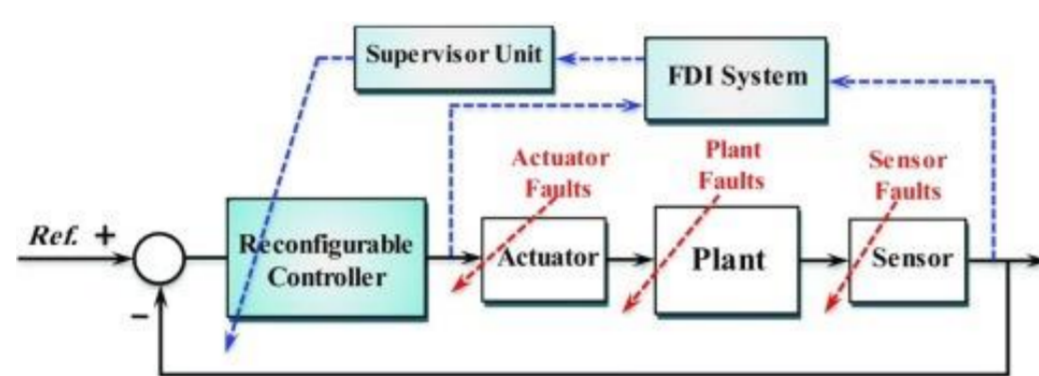 Supervisor Unit
FDI System
Actuator
Faults
Plant
Faults
Sensor
Faults
Ref. +
Reconfigurable
Controller
Actuator
Plant
Sensor
−